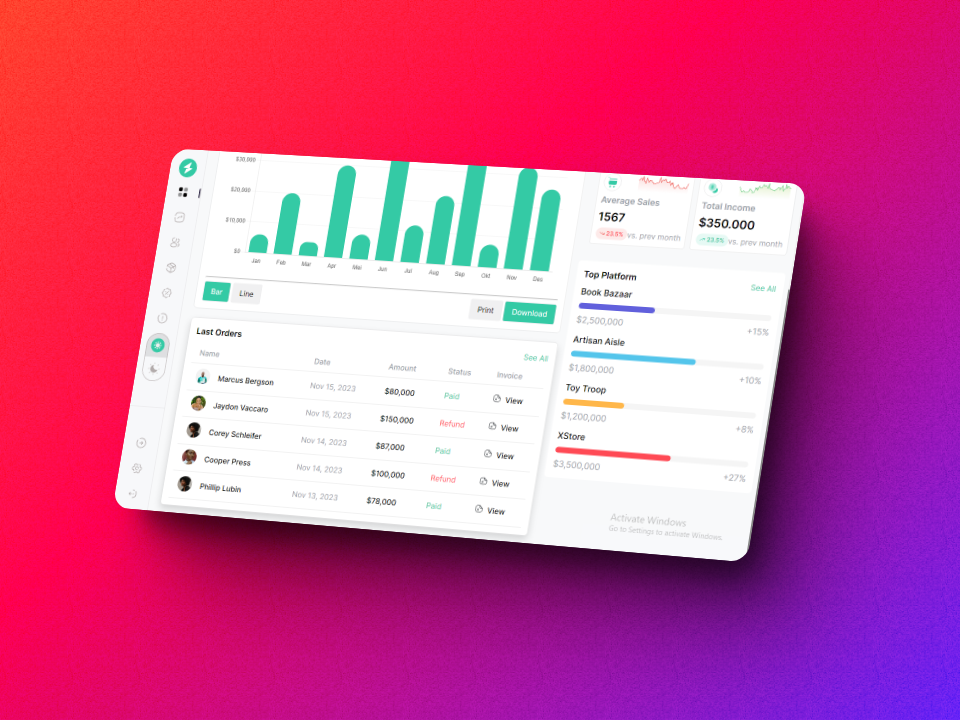 $30,000
$20,000
$10,000
$0
Jan Feb Mar Apr Mei Jun Jul Aug Sep Okt Nov Des
Bar Line Print Download
Average Sales
1567
23.5% vs. prev month
Total Income
$350.000
23.5% vs. prev month
Last Orders See All
Name Date Amount Status Invoice
Marcus Bergson Nov 15, 2023 $80,000 Paid View
Jaydon Vaccaro Nov 15, 2023 $150,000 Refund View
Corey Schleifer Nov 14, 2023 $87,000 Paid View
Cooper Press Nov 14, 2023 $100,000 Refund View
Phillip Lubin Nov 13, 2023 $78,000 Paid View
Top Platform See All
Book Bazaar
$2,500,000 +15%
Artisan Aisle
$1,800,000 +10%
Toy Troop
$1,200,000 +8%
XStore
$3,500,000 +27%
Activate Windows
Go to Settings to activate Windows.